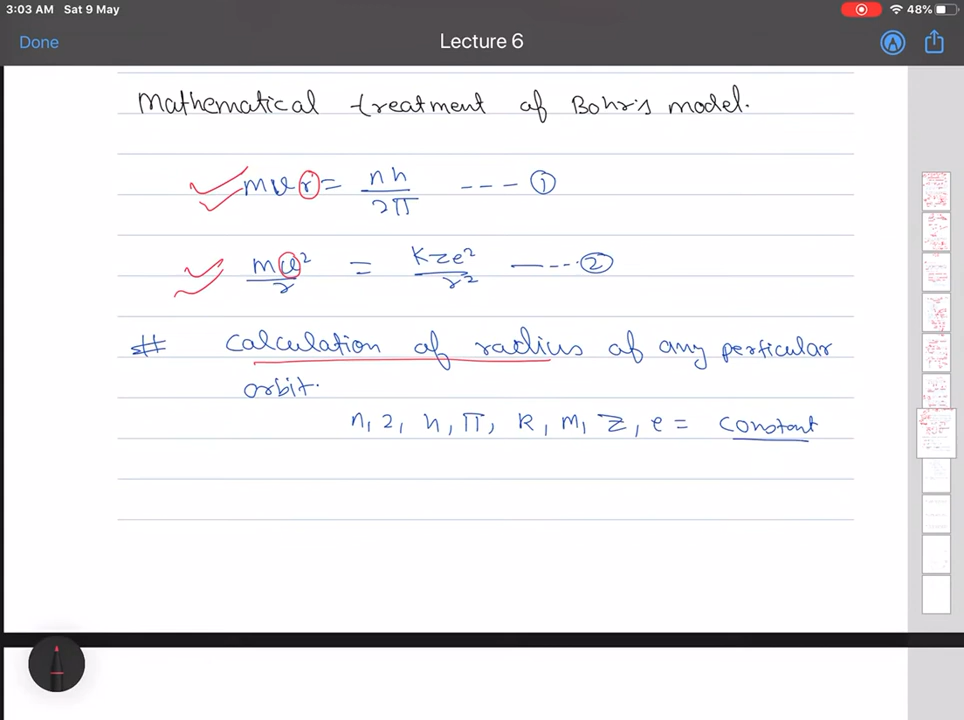 3:03 AM Sat 9 May
48%
Done
Lecture 6
Mathematical treatment of Bohr's model.
mvr = nh/2π ---- ①
mv²/r = kze²/r² ----- ②
# Calculation of radius of any perticular
orbit.
n, 2, h, π, k, m, z, e = constant